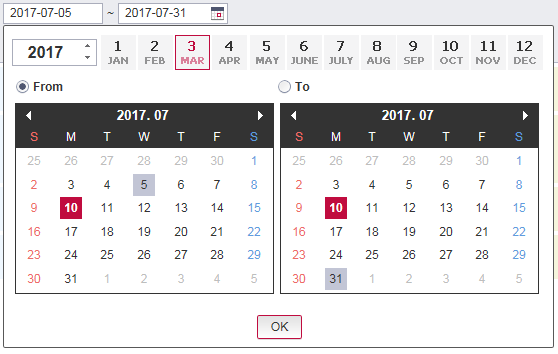 2017-07-05 ~ 2017-07-31
2017 1 2 3 4 5 6 7 8 9 10 11 12
JAN FEB MAR APR MAY JUNE JULY AUG SEP OCT NOV DEC
From To
2017. 07 2017. 07
S M T W T F S S M T W T F S
25 26 27 28 29 30 1 25 26 27 28 29 30 1
2 3 4 5 6 7 8 2 3 4 5 6 7 8
9 10 11 12 13 14 15 9 10 11 12 13 14 15
16 17 18 19 20 21 22 16 17 18 19 20 21 22
23 24 25 26 27 28 29 23 24 25 26 27 28 29
30 31 1 2 3 4 5 30 31 1 2 3 4 5
OK